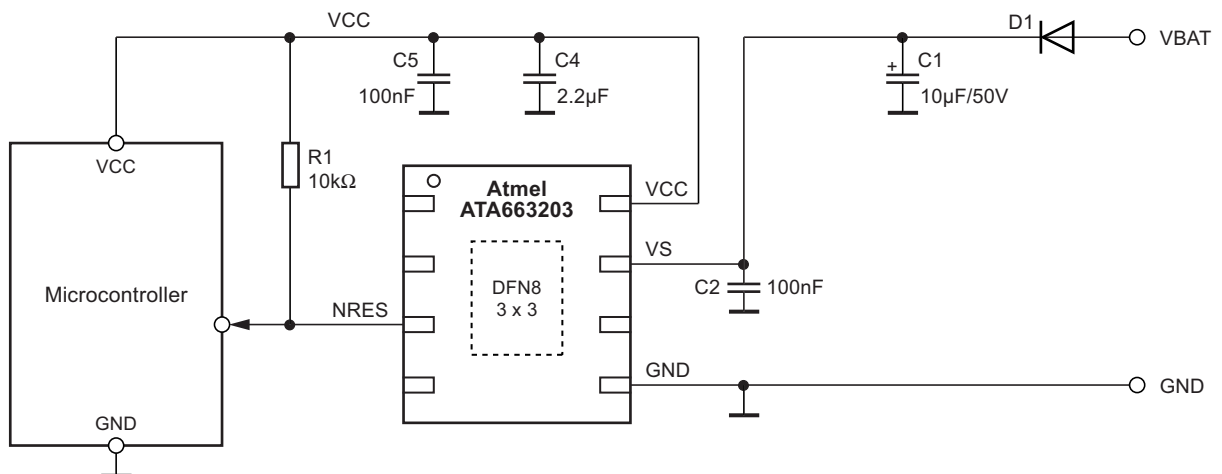 VCC
D1
VBAT
C5
100nF
C4
2.2µF
+
C1
10µF/50V
VCC
R1
10kΩ
Atmel
ATA663203
VCC
VS
Microcontroller
DFN8
3 x 3
C2
100nF
NRES
GND
GND
GND